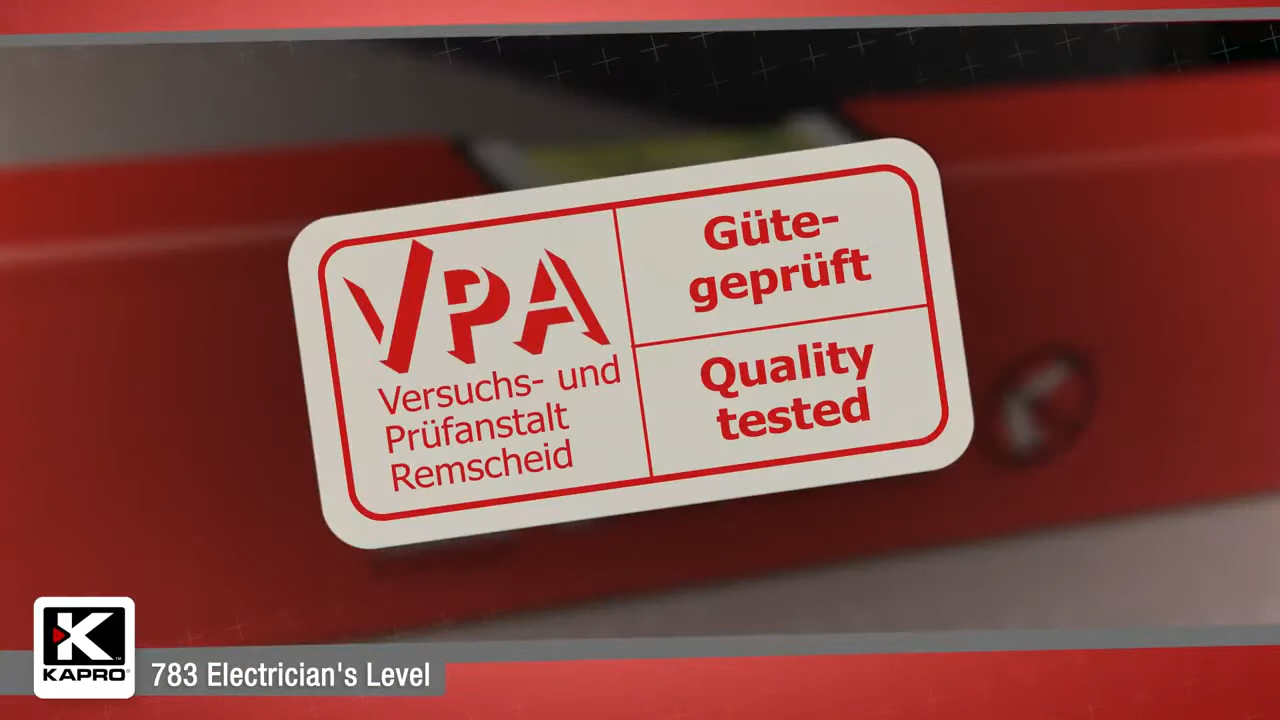 VPA
Versuchs- und
Prüfanstalt
Remscheid
Güte-
geprüft
Quality
tested
K
KAPRO
783 Electrician's Level